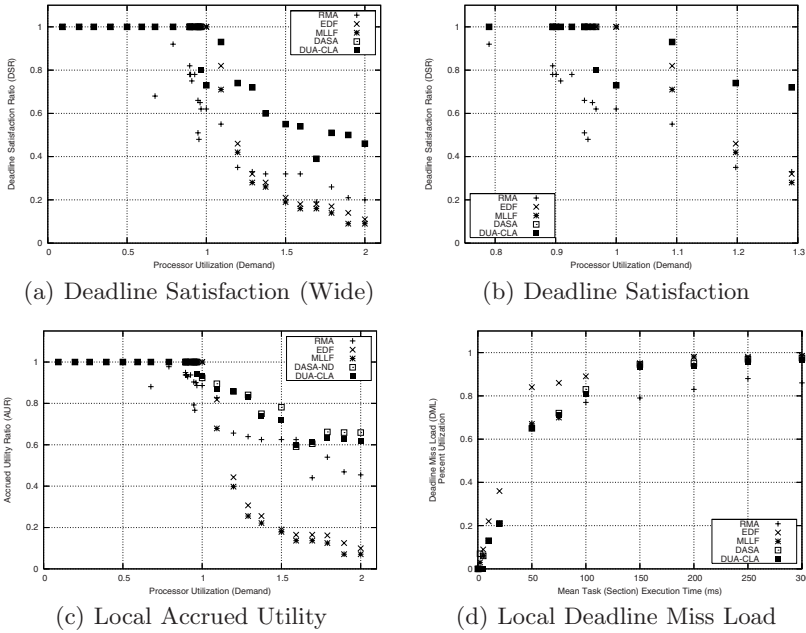 1
0.8
0.6
0.4
0.2
0
Deadline Satisfaction Ratio (DSR)
0 0.5 1.0 1.5 2.0
Processor Utilization (Demand)
RMA
EDF
MLLF
DASA
DUA-CLA
(a) Deadline Satisfaction (Wide)
1
0.8
0.6
0.4
0.2
0
Deadline Satisfaction Ratio (DSR)
0.8 0.9 1.0 1.1 1.2 1.3
Processor Utilization (Demand)
RMA
EDF
MLLF
DASA
DUA-CLA
(b) Deadline Satisfaction
1
0.8
0.6
0.4
0.2
0
Accrued Utility Ratio (AUR)
0 0.5 1.0 1.5 2.0
Processor Utilization (Demand)
RMA
EDF
MLLF
DASA-ND
DUA-CLA
(c) Local Accrued Utility
1.0
0.8
0.6
0.4
0.2
0
Deadline Miss Load (DML)
Percent Utilization
0 50 100 150 200 250 30
Mean Task (Section) Execution Time (ms)
RMA
EDF
MLLF
DASA
DUA-CLA
(d) Local Deadline Miss Load